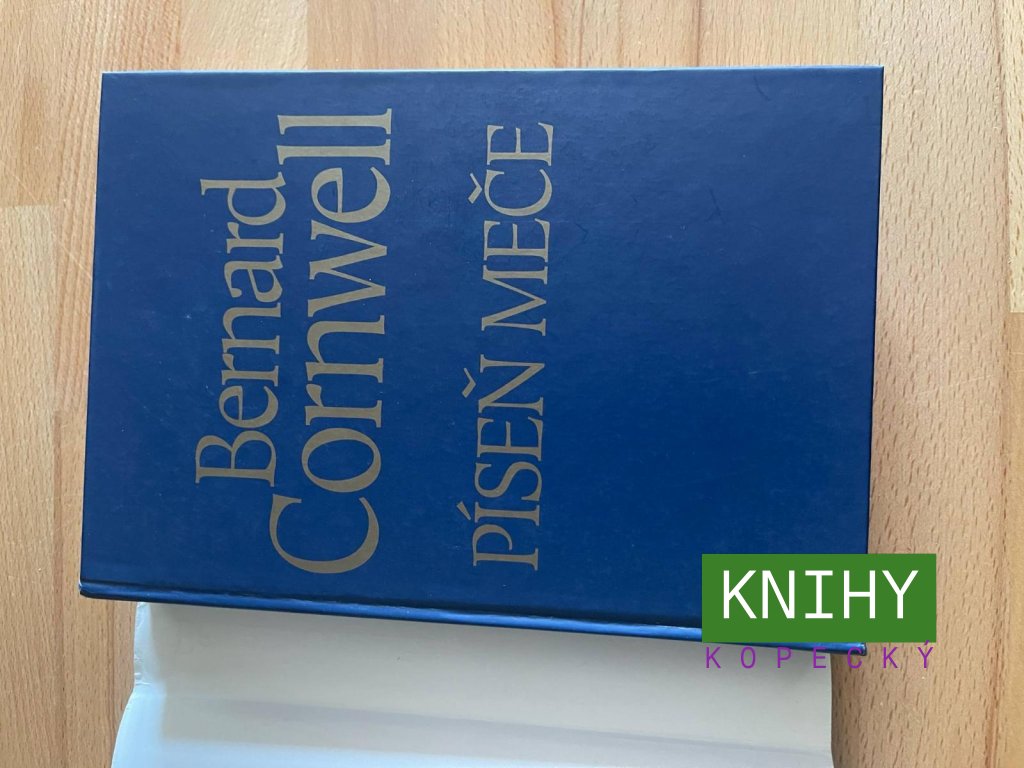 Bernard
Cornwell
PÍSEŇ MEČE
KNIHY
KOPECKÝ